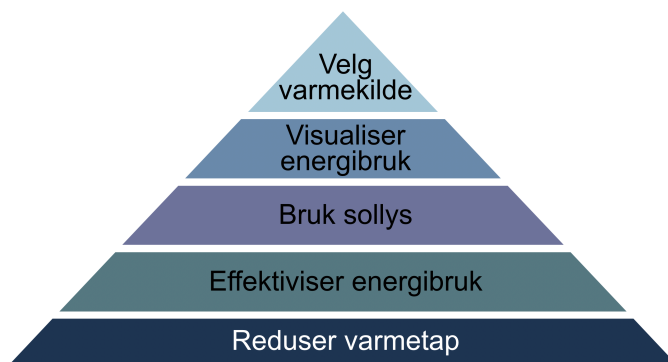 Velg
varmekilde
Visualiser
energibruk
Bruk sollys
Effektiviser energibruk
Reduser varmetap